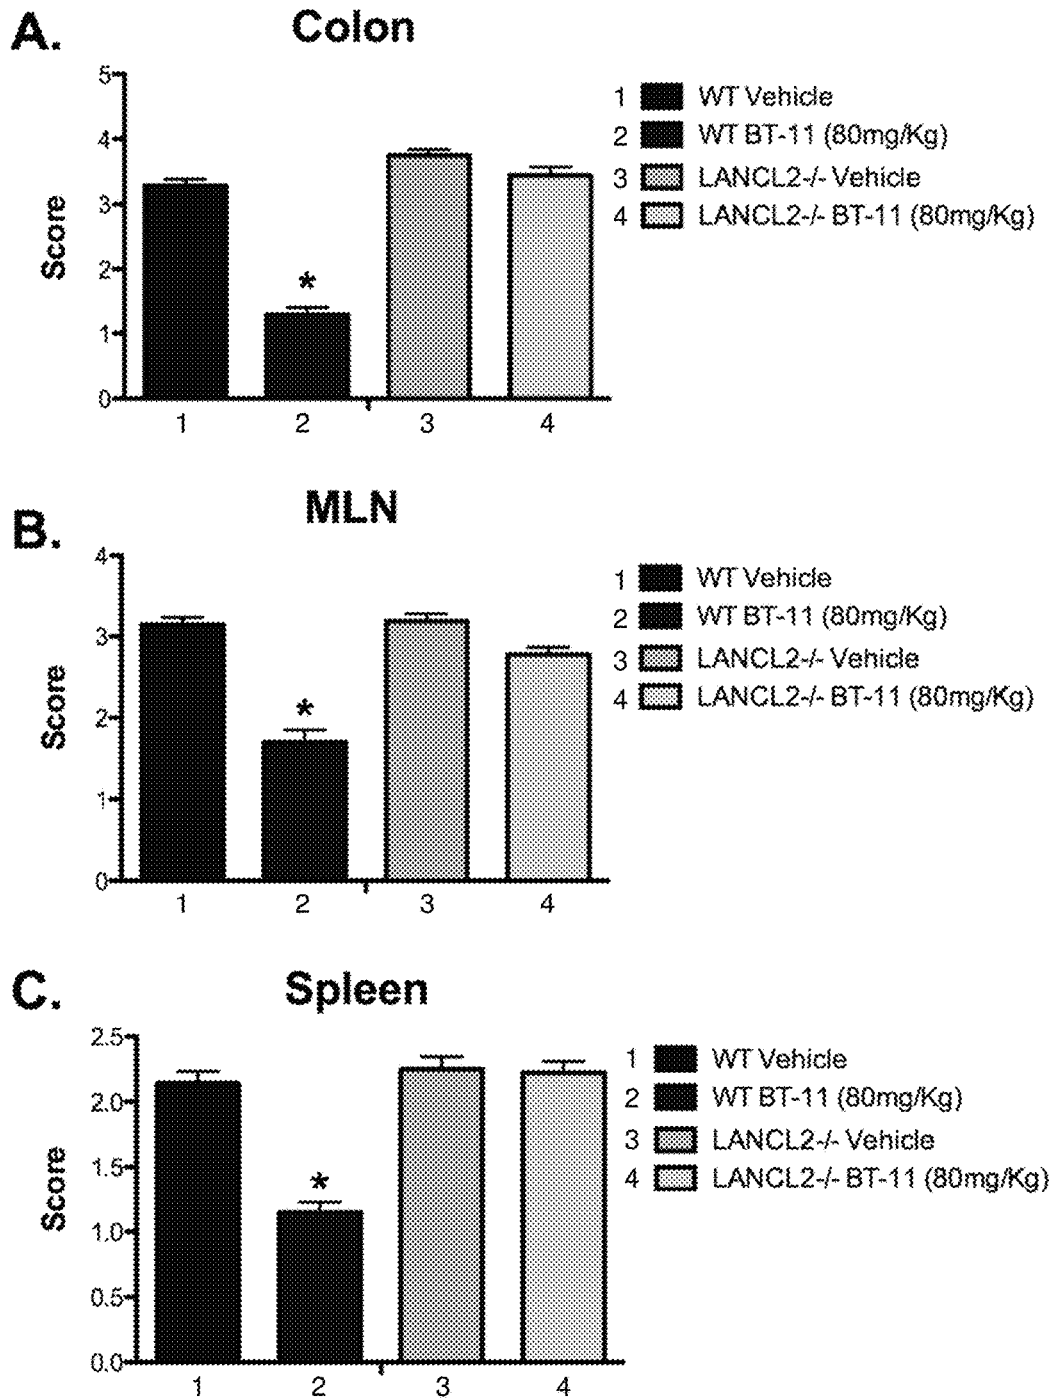 A.
Colon
Score
5
4
3
2
1
0
*
1 2 3 4
1 WT Vehicle
2 WT BT-11 (80mg/Kg)
3 LANCL2-/- Vehicle
4 LANCL2-/- BT-11 (80mg/Kg)
B.
MLN
Score
4
3
2
1
0
*
1 2 3 4
1 WT Vehicle
2 WT BT-11 (80mg/Kg)
3 LANCL2-/- Vehicle
4 LANCL2-/- BT-11 (80mg/Kg)
C.
Spleen
Score
2.5
2.0
1.5
1.0
0.5
0.0
*
1 2 3 4
1 WT Vehicle
2 WT BT-11 (80mg/Kg)
3 LANCL2-/- Vehicle
4 LANCL2-/- BT-11 (80mg/Kg)